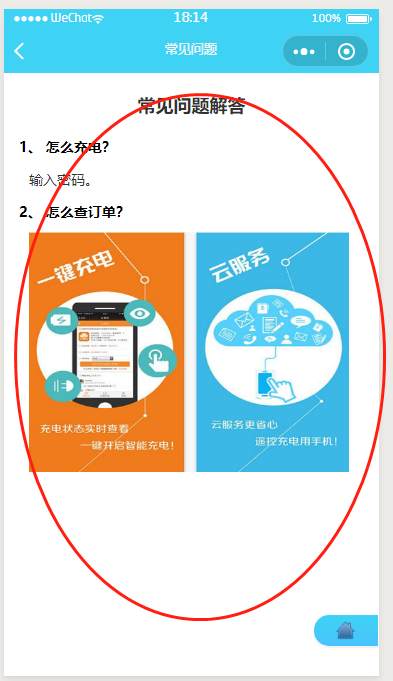 WeChat 18:14 100%
常见问题
常见问题解答
1、 怎么充电？
输入密码。
2、 怎么查订单？
一键充电
充电状态实时查看
一键开启智能充电！
云服务
云服务更省心
遥控充电用手机！